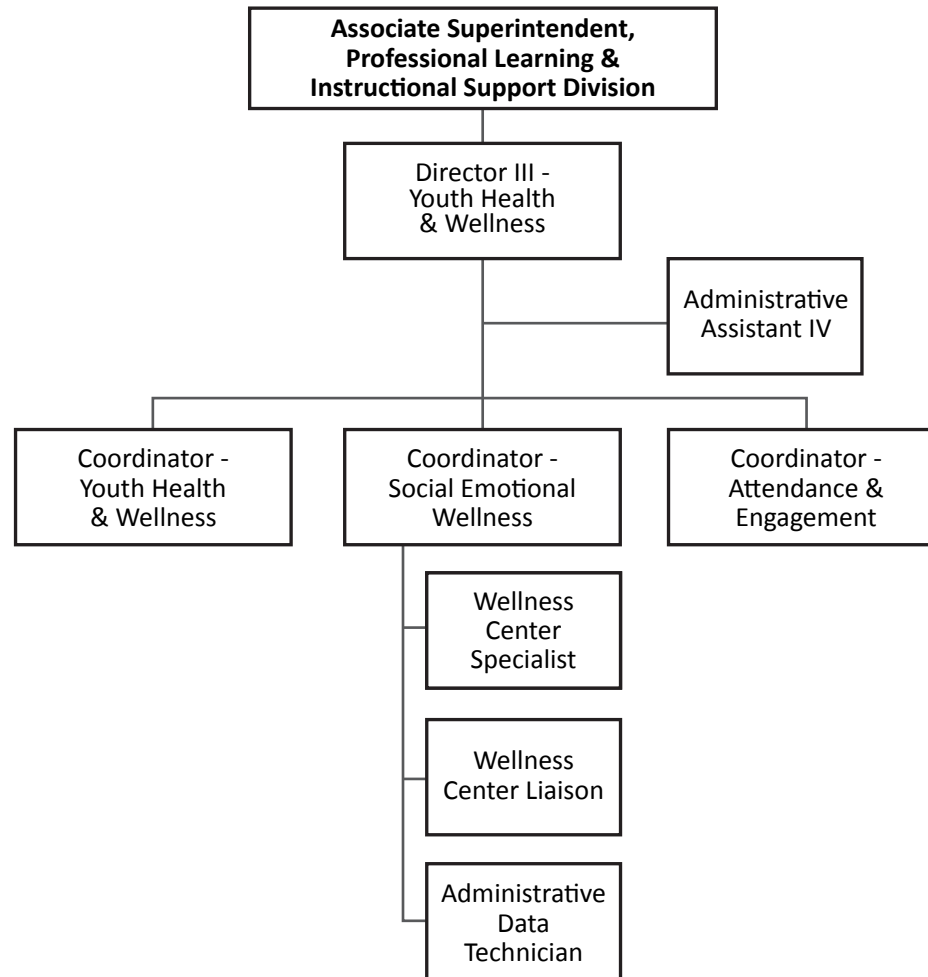 Associate Superintendent,
Professional Learning &
Instructional Support Division
Director III -
Youth Health
& Wellness
Administrative
Assistant IV
Coordinator -
Youth Health
& Wellness
Coordinator -
Social Emotional
Wellness
Coordinator -
Attendance &
Engagement
Wellness
Center
Specialist
Wellness
Center Liaison
Administrative
Data
Technician